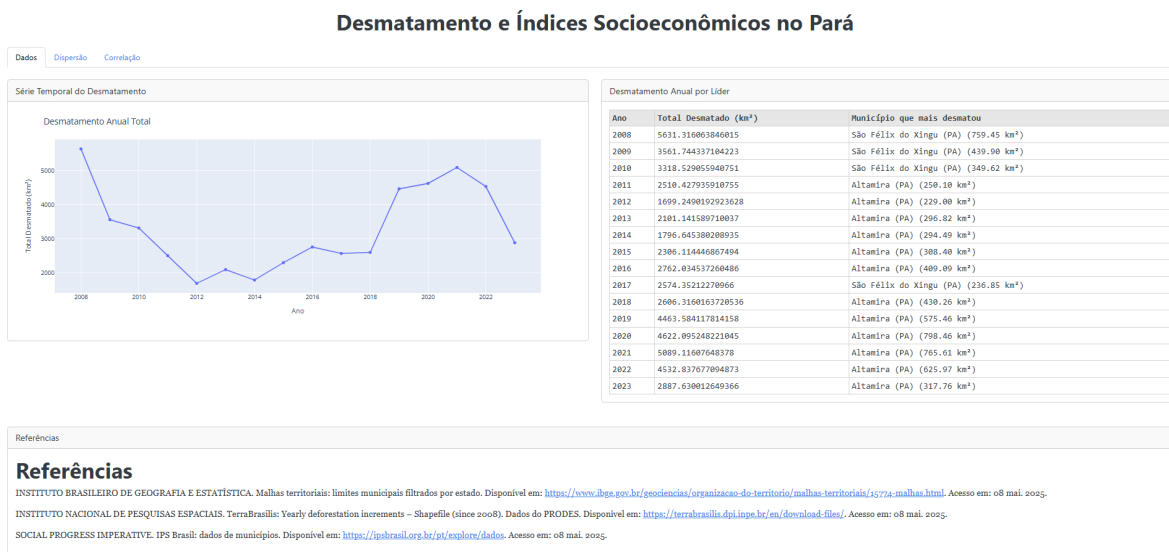 Desmatamento e Índices Socioeconômicos no Pará
Dados Dispersão Correlação
Série Temporal do Desmatamento
Desmatamento Anual Total
5000
4000
3000
2000
Total Desmatado (km²)
2008 2010 2012 2014 2016 2018 2020 2022
Ano
Desmatamento Anual por Líder
Ano Total Desmatado (km²) Município que mais desmatou
2008 5631.316063846015 São Félix do Xingu (PA) (759.45 km²)
2009 3561.744337104223 São Félix do Xingu (PA) (439.90 km²)
2010 3318.529055940751 São Félix do Xingu (PA) (349.62 km²)
2011 2510.427935910755 Altamira (PA) (250.10 km²)
2012 1699.2490192923628 Altamira (PA) (229.00 km²)
2013 2101.141589710037 Altamira (PA) (296.82 km²)
2014 1796.645380208935 Altamira (PA) (294.49 km²)
2015 2306.114446867494 Altamira (PA) (308.40 km²)
2016 2762.034537260486 Altamira (PA) (409.09 km²)
2017 2574.35212270966 São Félix do Xingu (PA) (236.85 km²)
2018 2606.3160163720536 Altamira (PA) (430.26 km²)
2019 4463.584117814158 Altamira (PA) (575.46 km²)
2020 4622.095248221045 Altamira (PA) (798.46 km²)
2021 5089.11607648378 Altamira (PA) (765.61 km²)
2022 4532.837677094873 Altamira (PA) (625.97 km²)
2023 2887.630012649366 Altamira (PA) (317.76 km²)
Referências
Referências
INSTITUTO BRASILEIRO DE GEOGRAFIA E ESTATÍSTICA. Malhas territoriais: limites municipais filtrados por estado. Disponível em: https://www.ibge.gov.br/geociencias/organizacao-do-territorio/malhas-territoriais/15774-malhas.html. Acesso em: 08 mai. 2025.
INSTITUTO NACIONAL DE PESQUISAS ESPACIAIS. TerraBrasilis: Yearly deforestation increments – Shapefile (since 2008). Dados do PRODES. Disponível em: https://terrabrasilis.dpi.inpe.br/en/download-files/. Acesso em: 08 mai. 2025.
SOCIAL PROGRESS IMPERATIVE. IPS Brasil: dados de municípios. Disponível em: https://ipsbrasil.org.br/pt/explore/dados. Acesso em: 08 mai. 2025.